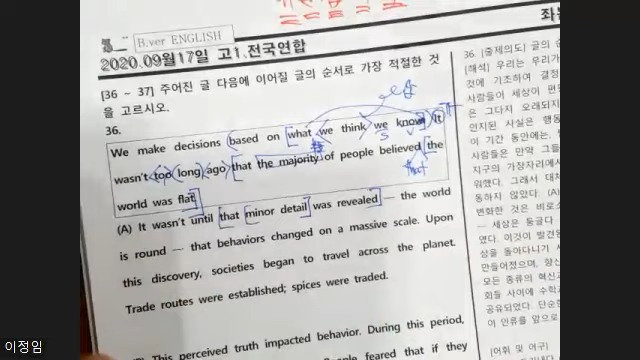 B.ver ENGLISH
2020.09월17일 고1.전국연합
좌
[36 ~ 37] 주어진 글 다음에 이어질 글의 순서로 가장 적절한 것
을 고르시오.
36.
We make decisions based on what we think we know. It
wasn't too long ago that the majority of people believed the
world was flat.
(A) It wasn't until that minor detail was revealed — the world
is round — that behaviors changed on a massive scale. Upon
this discovery, societies began to travel across the planet.
Trade routes were established; spices were traded.
This perceived truth impacted behavior. During this period,
feared that if they
36. [출제의도] 글의 순
[해석] 우리는 우리가
것에 기초하여 결정
사람들이 세상이 편
은 그다지 오래되지
인지된 사실은 행동
이 기간 동안에는,
사람들은 만약 그들
지구의 가장자리에서
워했다. 그래서 대체
동하지 않았다. (A)
변화한 것은 비로소
— 세상은 둥글다
였다. 이것이 발견된
상을 돌아다니기 시
만들어졌으며, 향신
모든 종류의 혁신과
회들 사이에 수학과
공유되었다. 단순한
이 인류를 앞으로
[어휘 및 어구]
that
S
V
이정임